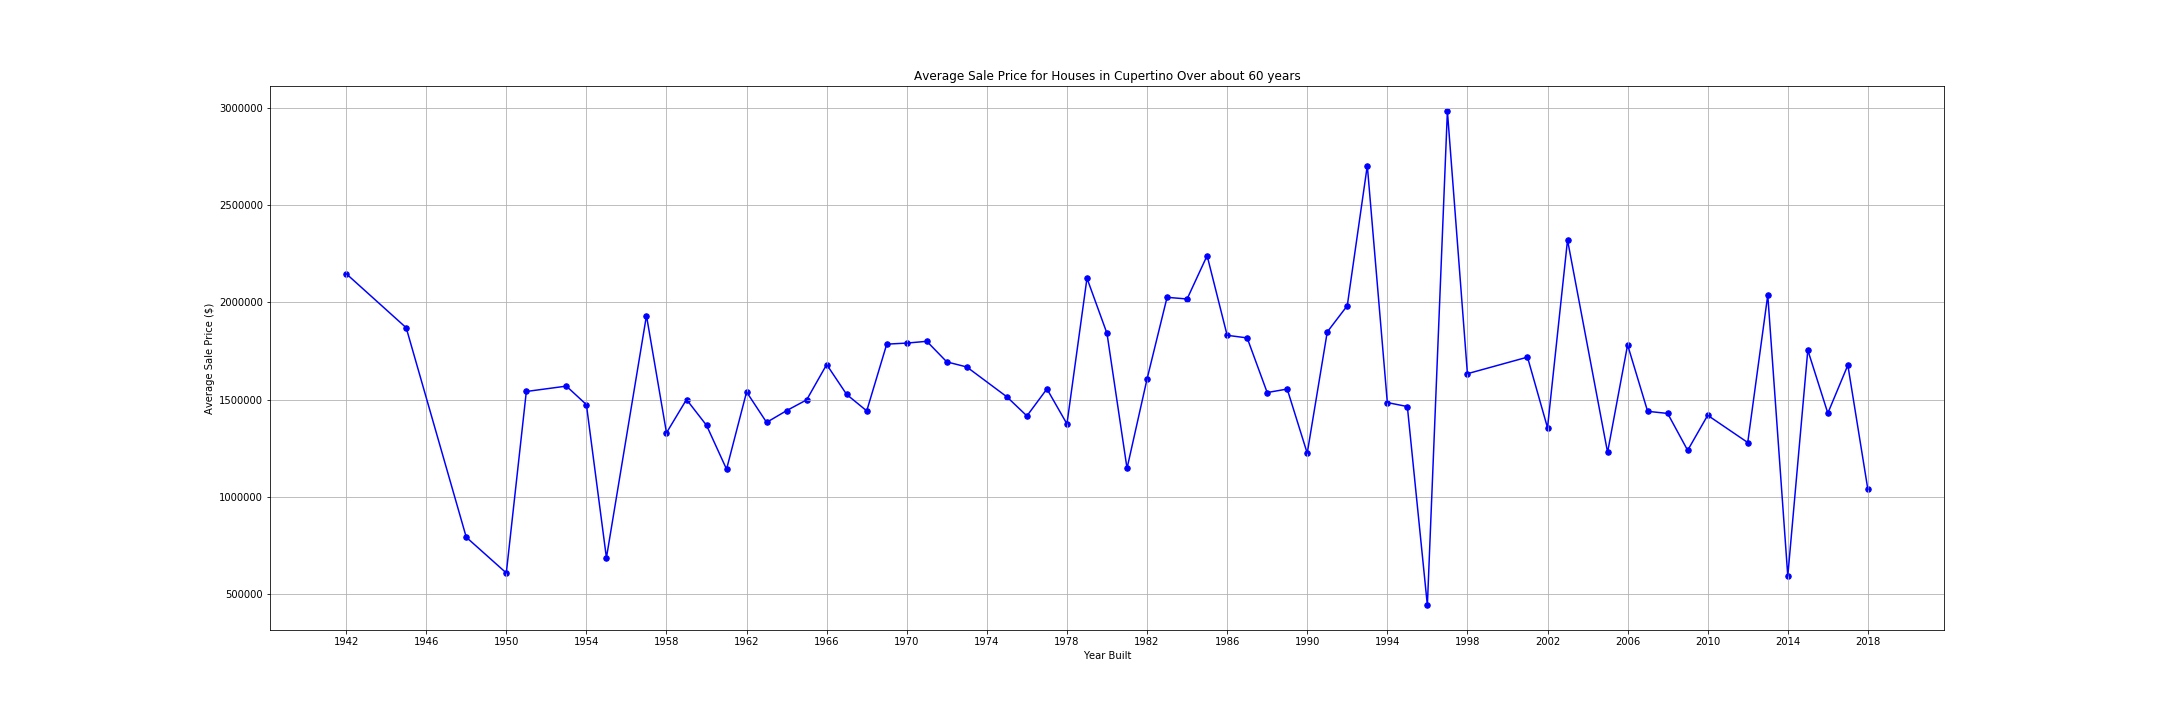 Average Sale Price for Houses in Cupertino Over about 60 years
3000000
2500000
2000000
1500000
1000000
500000
Average Sale Price ($)
1942 1946 1950 1954 1958 1962 1966 1970 1974 1978 1982 1986 1990 1994 1998 2002 2006 2010 2014 2018
Year Built